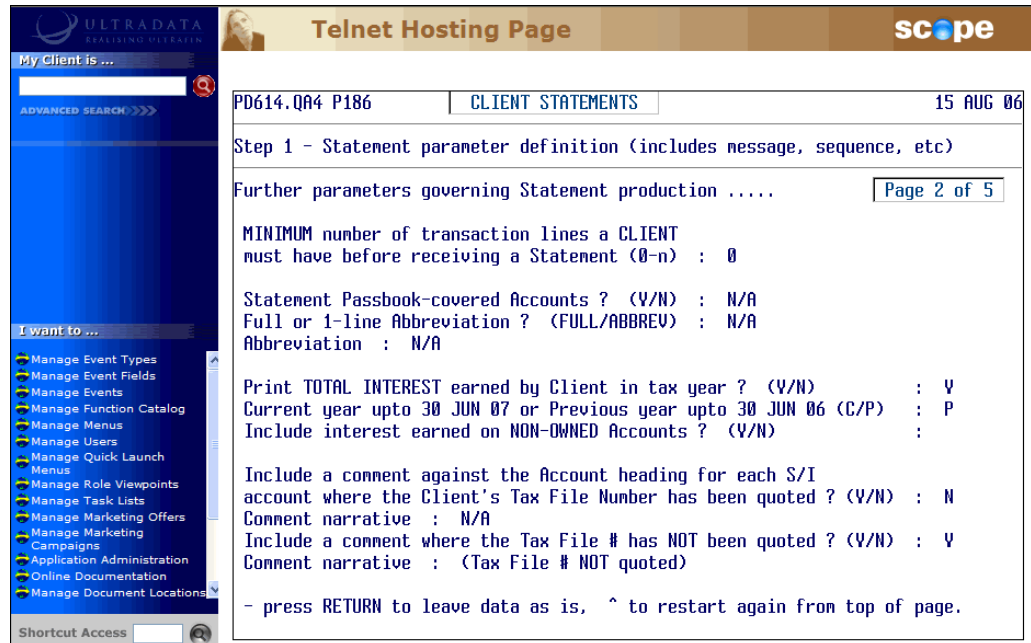 ULTRADATA
REALISING ULTRAFIN
Telnet Hosting Page
scope
My Client is ...
ADVANCED SEARCH
PD614.QA4 P186
CLIENT STATEMENTS
15 AUG 06
Step 1 - Statement parameter definition (includes message, sequence, etc)
Further parameters governing Statement production .....
Page 2 of 5
MINIMUM number of transaction lines a CLIENT
must have before receiving a Statement (0-n) : 0
Statement Passbook-covered Accounts ? (Y/N) : N/A
Full or 1-line Abbreviation ? (FULL/ABBREV) : N/A
Abbreviation : N/A
Print TOTAL INTEREST earned by Client in tax year ? (Y/N) : Y
Current year upto 30 JUN 07 or Previous year upto 30 JUN 06 (C/P) : P
Include interest earned on NON-OWNED Accounts ? (Y/N) :
Include a comment against the Account heading for each S/I
account where the Client's Tax File Number has been quoted ? (Y/N) : N
Comment narrative : N/A
Include a comment where the Tax File # has NOT been quoted ? (Y/N) : Y
Comment narrative : (Tax File # NOT quoted)
- press RETURN to leave data as is, ^ to restart again from top of page.
I want to ...
Manage Event Types
Manage Event Fields
Manage Events
Manage Function Catalog
Manage Menus
Manage Users
Manage Quick Launch
Menus
Manage Role Viewpoints
Manage Task Lists
Manage Marketing Offers
Manage Marketing
Campaigns
Application Administration
Online Documentation
Manage Document Locations
Shortcut Access